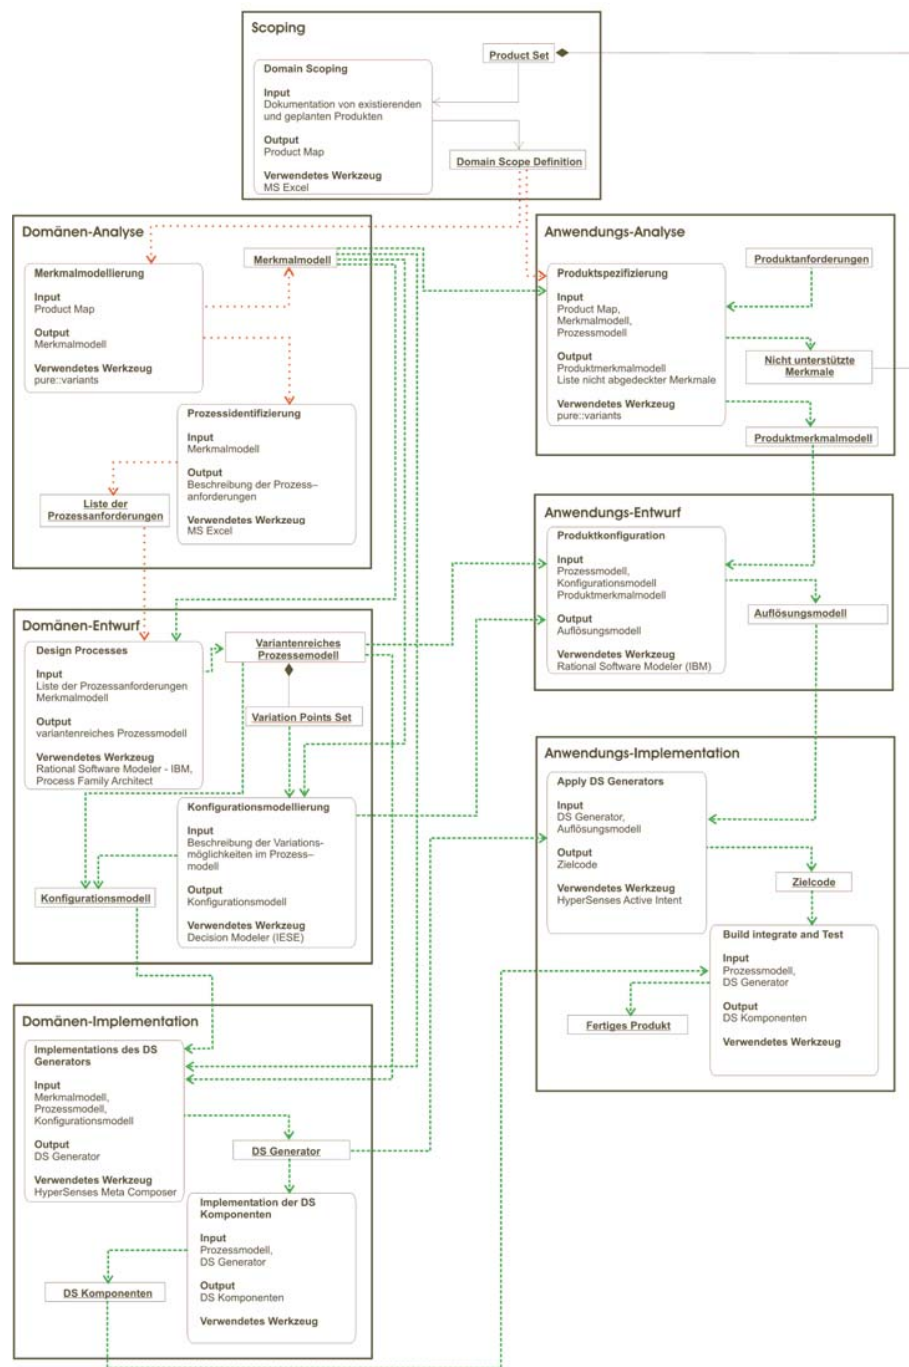 Scoping
Product Set
Domain Scoping
Input
Dokumentation von existierenden
und geplanten Produkten
Output
Product Map
Verwendetes Werkzeug
MS Excel
Domain Scope Definition
Domänen-Analyse
Merkmalmodell
Merkmalmodellierung
Input
Product Map
Output
Merkmalmodell
Verwendetes Werkzeug
pure::variants
Prozessidentifizierung
Input
Merkmalmodell
Output
Beschreibung der Prozess–
anforderungen
Verwendetes Werkzeug
MS Excel
Liste der
Prozessanforderungen
Anwendungs-Analyse
Produktspezifizierung
Input
Product Map,
Merkmalmodell,
Prozessmodell
Output
Produktmerkmalmodell
Liste nicht abgedeckter Merkmale
Verwendetes Werkzeug
pure::variants
Produktanforderungen
Nicht unterstützte
Merkmale
Produktmerkmalmodell
Anwendungs-Entwurf
Produktkonfiguration
Input
Prozessmodell,
Konfigurationsmodell
Produktmerkmalmodell
Output
Auflösungsmodell
Verwendetes Werkzeug
Rational Software Modeler (IBM)
Auflösungsmodell
Domänen-Entwurf
Design Processes
Input
Liste der Prozessanforderungen
Merkmalmodell
Output
variantenreiches Prozessmodell
Verwendetes Werkzeug
Rational Software Modeler - IBM,
Process Family Architect
Variantenreiches
Prozessemodell
Variation Points Set
Konfigurationsmodellierung
Input
Beschreibung der Variations-
möglichkeiten im Prozess–
modell
Output
Konfigurationsmodell
Verwendetes Werkzeug
Decision Modeler (IESE)
Konfigurationsmodell
Anwendungs-Implementation
Apply DS Generators
Input
DS Generator,
Auflösungsmodell
Output
Zielcode
Verwendetes Werkzeug
HyperSenses Active Intent
Zielcode
Build integrate and Test
Input
Prozessmodell,
DS Generator
Output
DS Komponenten
Verwendetes Werkzeug
Fertiges Produkt
Domänen-Implementation
Implementations des DS
Generators
Input
Merkmalmodell,
Prozessmodell,
Konfigurationsmodell
Output
DS Generator
Verwendetes Werkzeug
HyperSenses Meta Composer
DS Generator
Implementation der DS
Komponenten
Input
Prozessmodell,
DS Generator
Output
DS Komponenten
Verwendetes Werkzeug
DS Komponenten